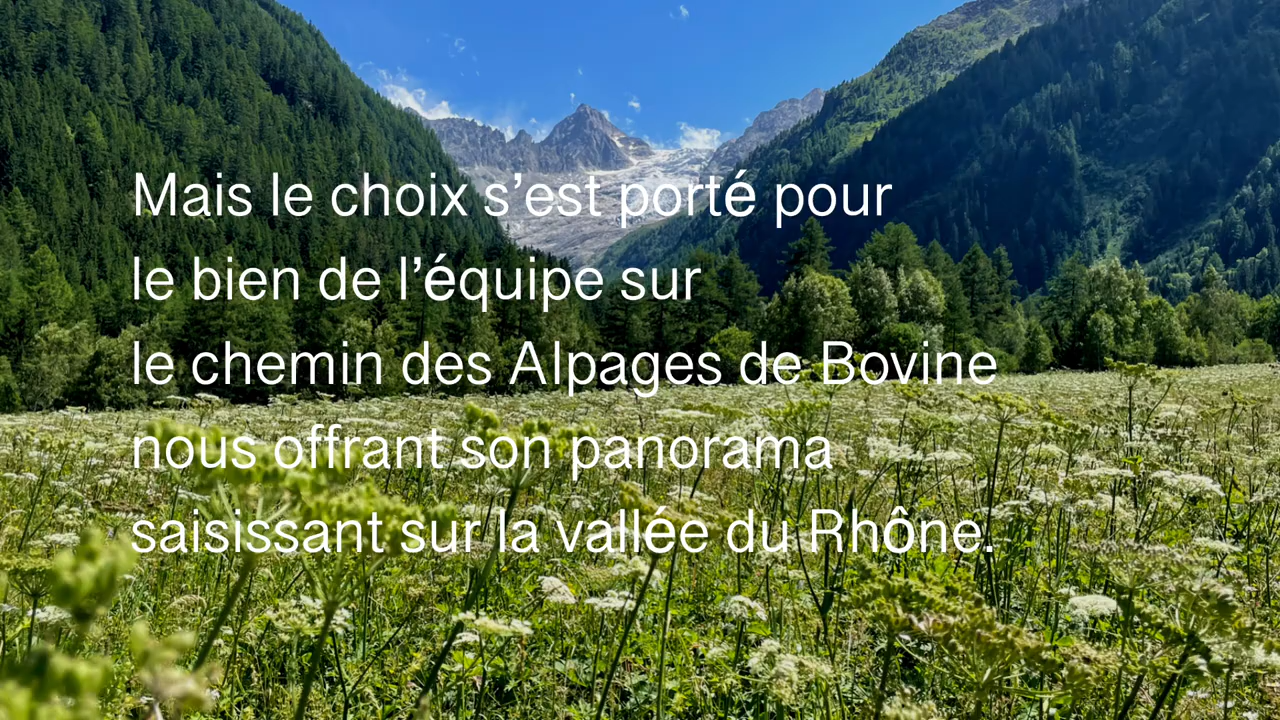 Mais le choix s’est porté pour
le bien de l’équipe sur
le chemin des Alpages de Bovine
nous offrant son panorama
saisissant sur la vallée du Rhône.